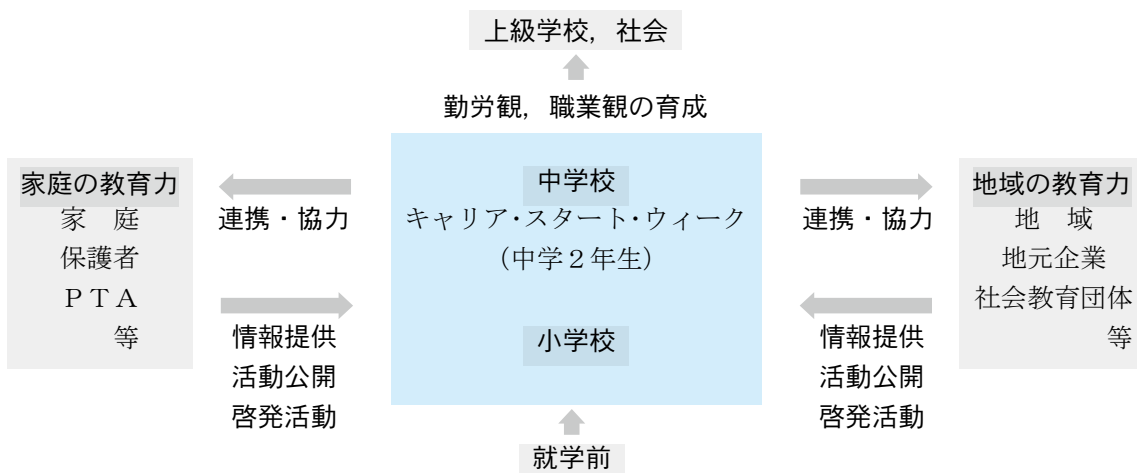 上級学校，社会
勤労観，職業観の育成
家庭の教育力
家　庭
保護者
ＰＴＡ
等
連携・協力
情報提供
活動公開
啓発活動
中学校
キャリア・スタート・ウィーク
（中学２年生）
小学校
連携・協力
情報提供
活動公開
啓発活動
地域の教育力
地　域
地元企業
社会教育団体
等
就学前